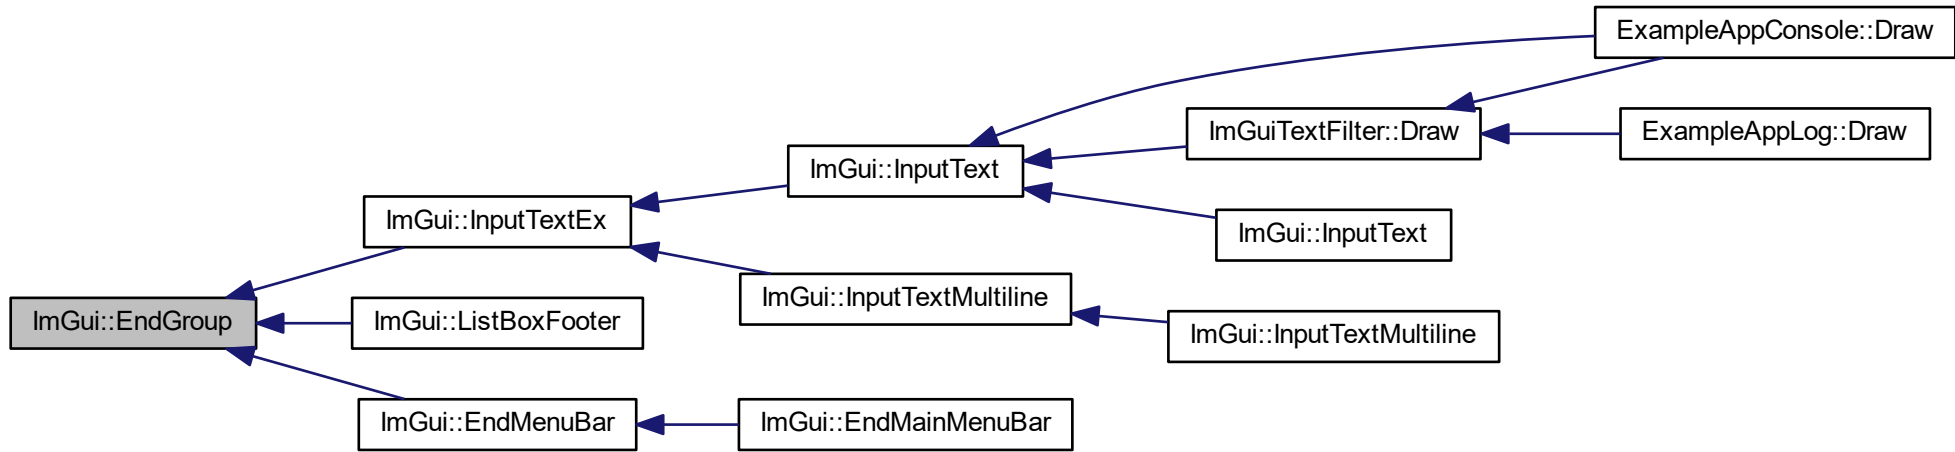 ExampleAppConsole::Draw
ImGuiTextFilter::Draw
ExampleAppLog::Draw
ImGui::InputText
ImGui::InputTextEx
ImGui::InputText
ImGui::InputTextMultiline
ImGui::EndGroup
ImGui::ListBoxFooter
ImGui::InputTextMultiline
ImGui::EndMenuBar
ImGui::EndMainMenuBar